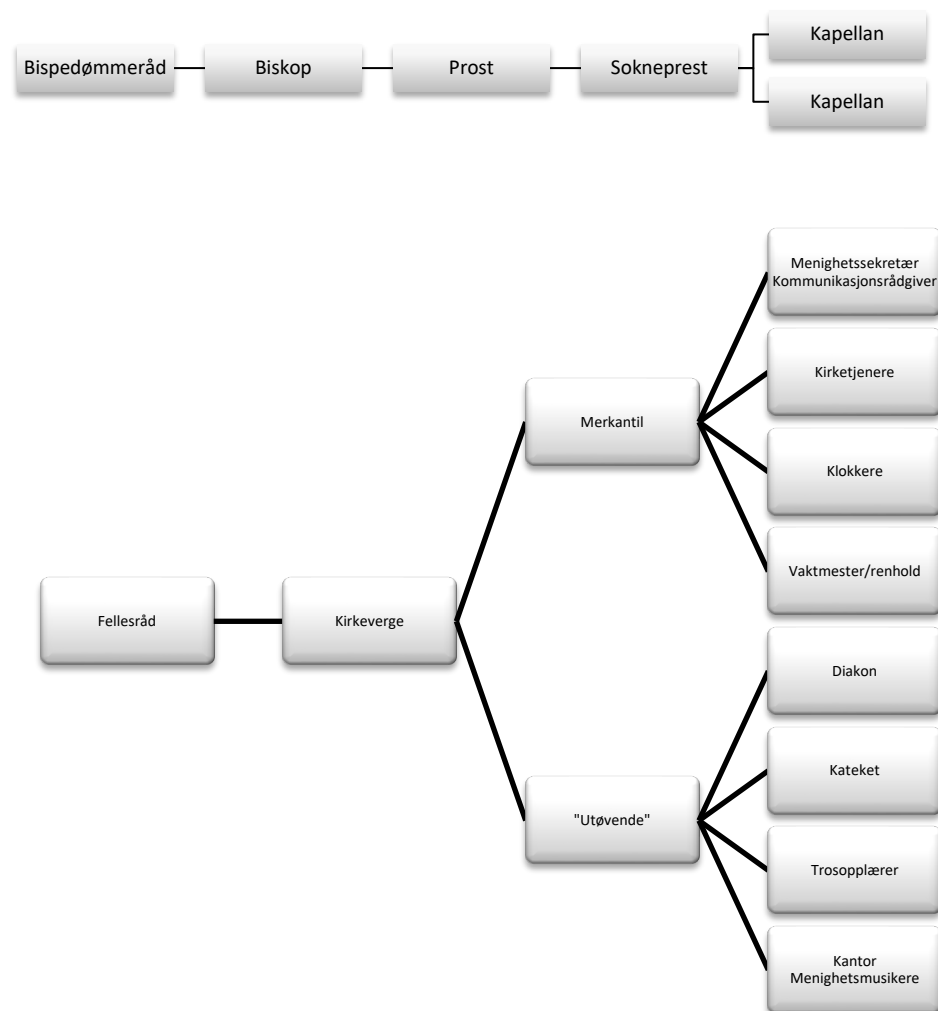 Bispedømmeråd
Biskop
Prost
Sokneprest
Kapellan
Kapellan
Menighetssekretær
Kommunikasjonsrådgiver
Kirketjenere
Merkantil
Klokkere
Vaktmester/renhold
Fellesråd
Kirkeverge
Diakon
Kateket
"Utøvende"
Trosopplærer
Kantor
Menighetsmusikere